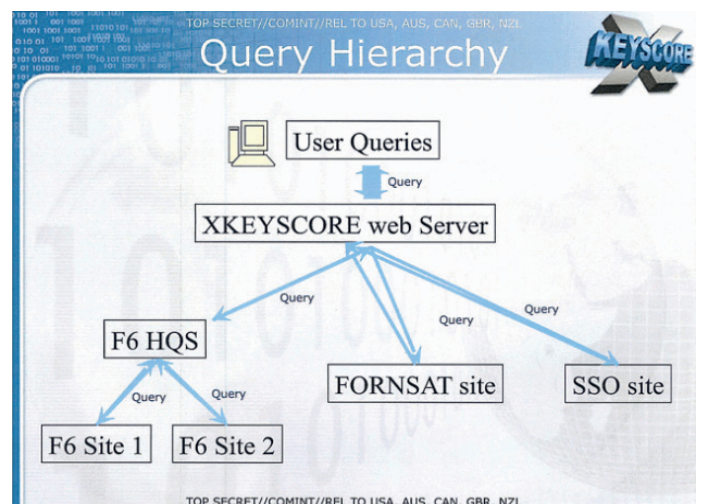 TOP SECRET//COMINT//REL TO USA, AUS, CAN, GBR, NZL
Query Hierarchy
X
KEYSCORE
User Queries
Query
XKEYSCORE web Server
Query
Query
Query
F6 HQS
FORNSAT site
SSO site
Query
Query
F6 Site 1
F6 Site 2
TOP SECRET//COMINT//REL TO USA, AUS, CAN, GBR, NZL